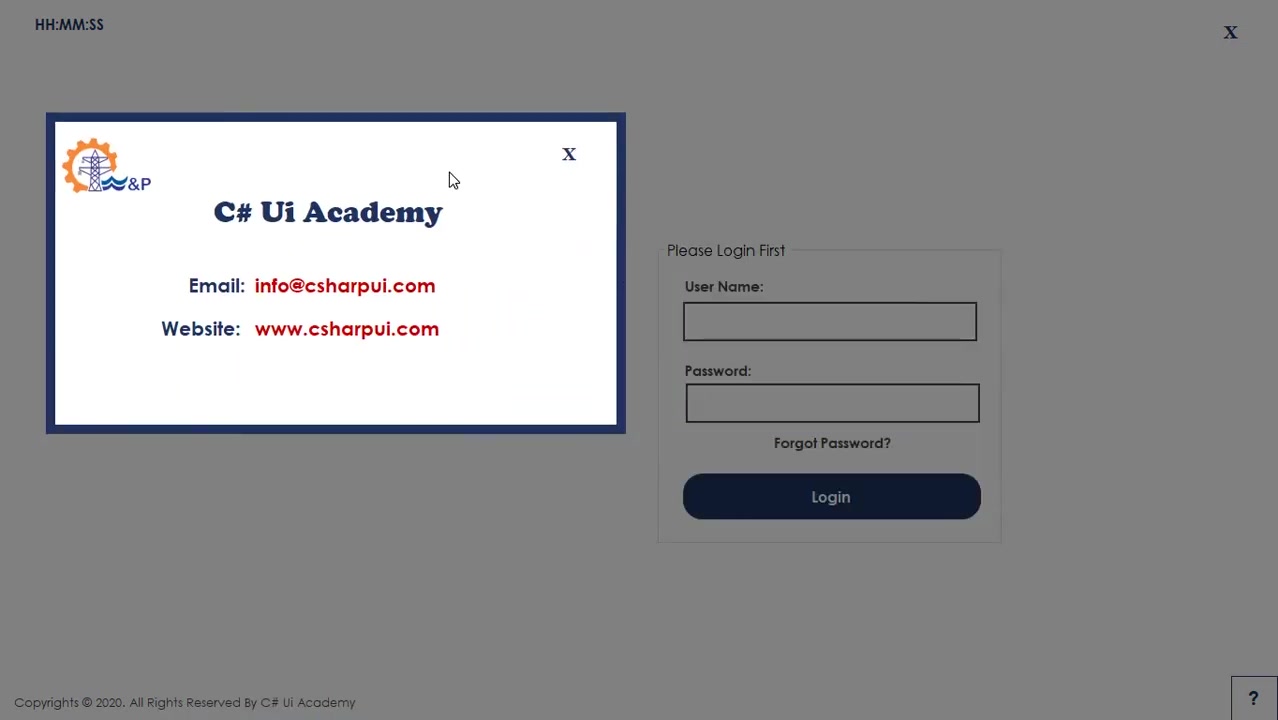 HH:MM:SS
X
X
&P
C# Ui Academy
Email: info@csharpui.com
Website: www.csharpui.com
Please Login First
User Name:
Password:
Forgot Password?
Login
Copyrights © 2020. All Rights Reserved By C# Ui Academy
?